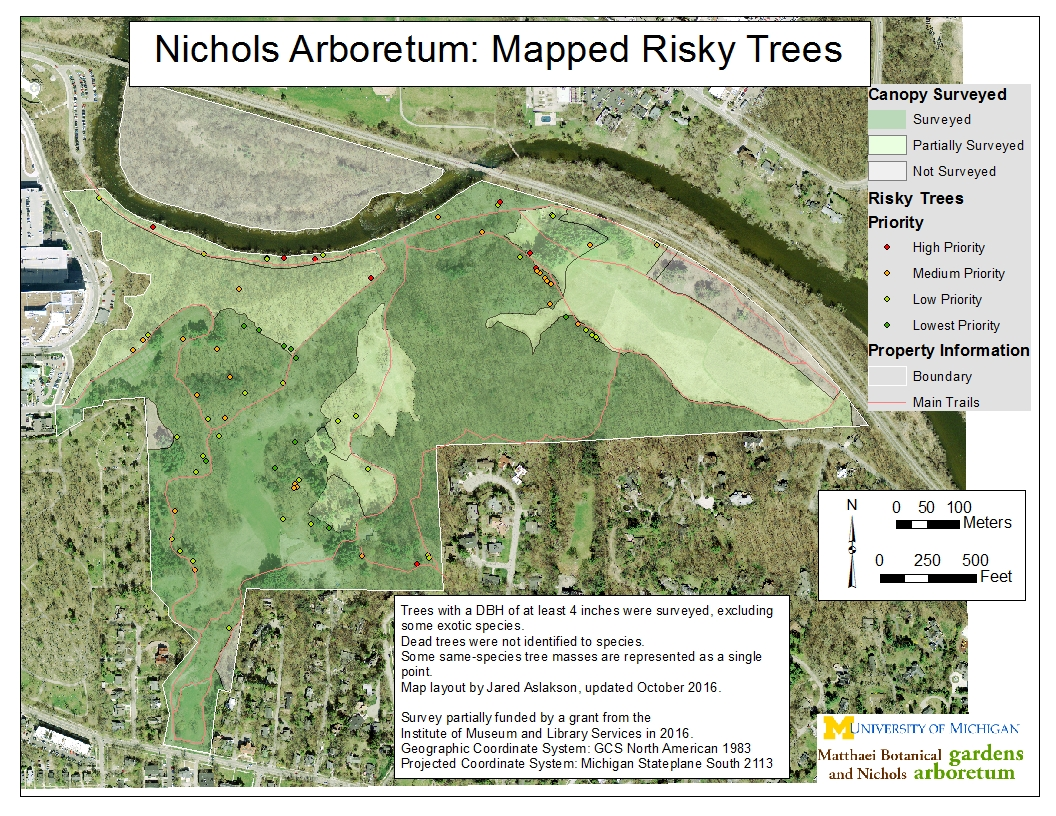 Nichols Arboretum: Mapped Risky Trees
Canopy Surveyed
Surveyed
Partially Surveyed
Not Surveyed
Risky Trees
Priority
High Priority
Medium Priority
Low Priority
Lowest Priority
Property Information
Boundary
Main Trails
N
0 50 100
Meters
0 250 500
Feet
Trees with a DBH of at least 4 inches were surveyed, excluding
some exotic species.
Dead trees were not identified to species.
Some same-species tree masses are represented as a single
point.
Map layout by Jared Aslakson, updated October 2016.
Survey partially funded by a grant from the
Institute of Museum and Library Services in 2016.
Geographic Coordinate System: GCS North American 1983
Projected Coordinate System: Michigan Stateplane South 2113
M UNIVERSITY OF MICHIGAN
Matthaei Botanical gardens
and Nichols arboretum